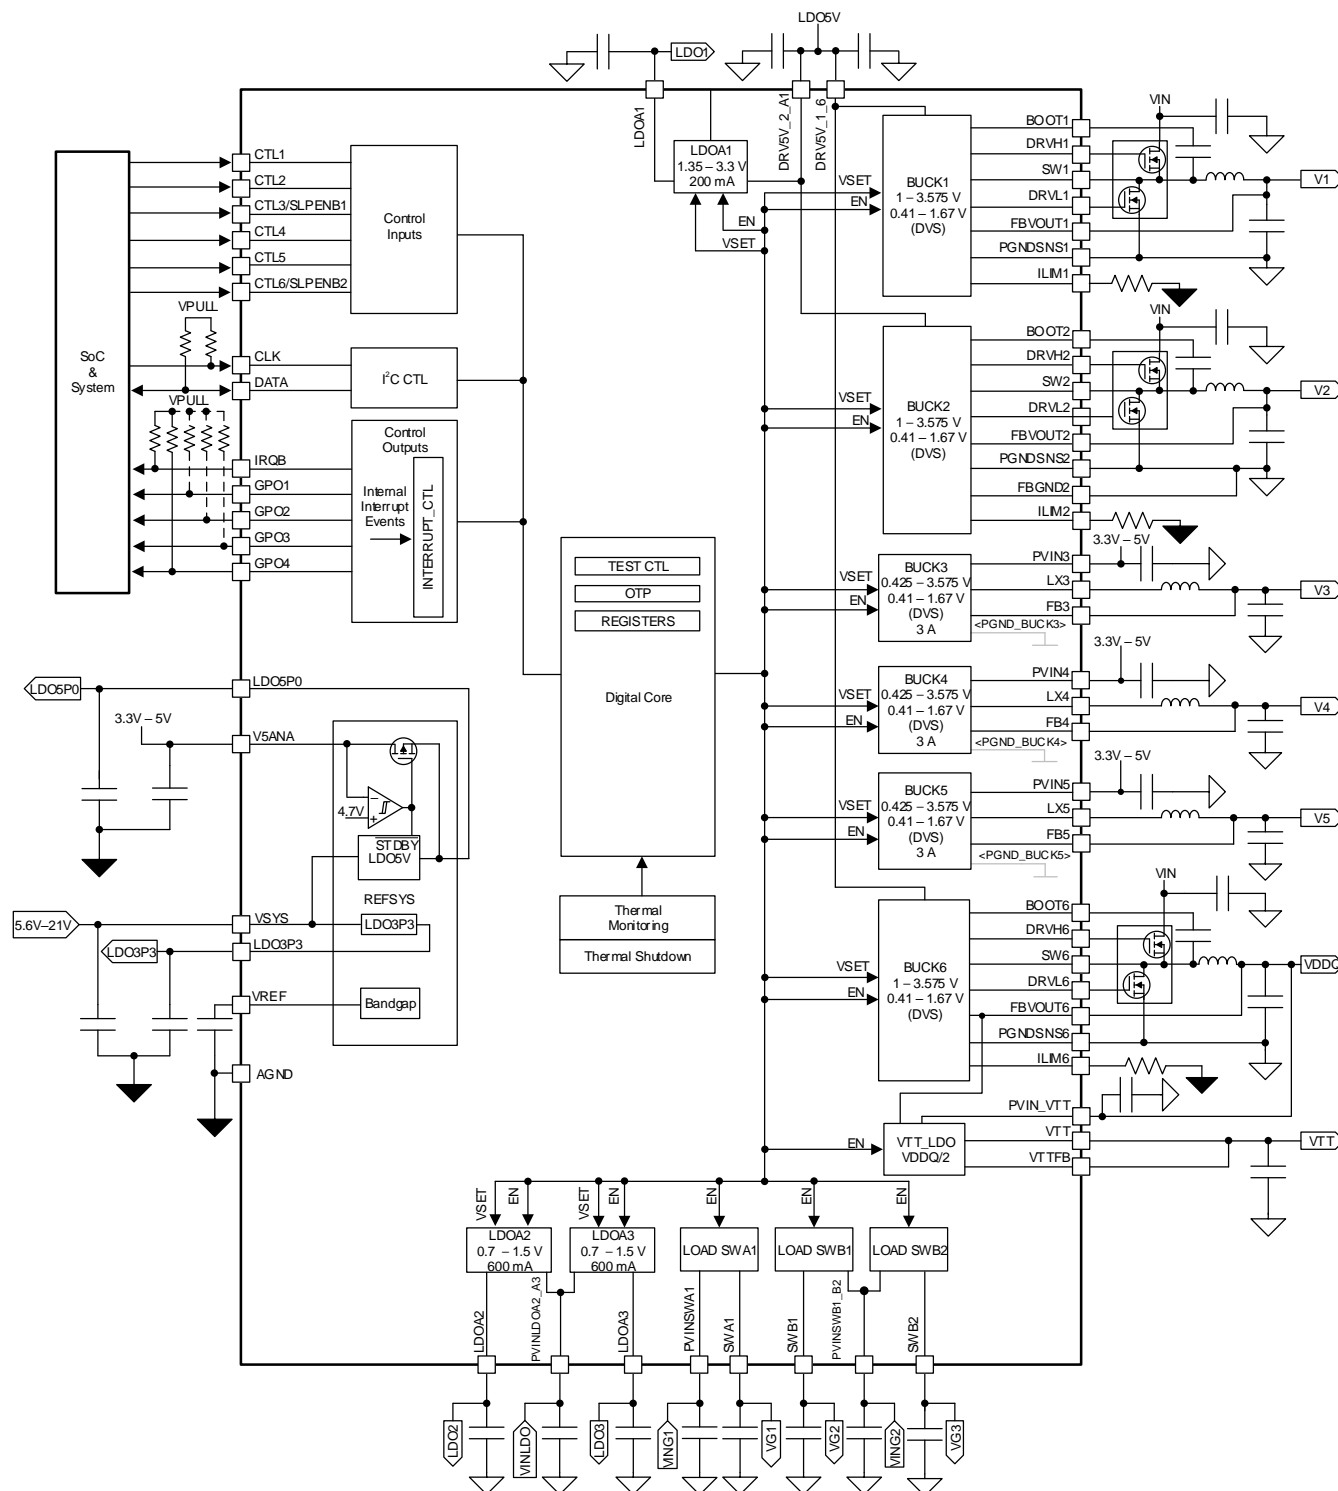 LDO5V
LDO1
LDOA1
DRV5V_2_A1
DRV5V_1_6
LDOA1
1.35 – 3.3 V
200 mA
EN
VSET
SoC
&
System
CTL1
CTL2
CTL3/SLPENB1
CTL4
CTL5
CTL6/SLPENB2
Control
Inputs
VPULL
CLK
DATA
I²C CTL
VPULL
IRQB
GPO1
GPO2
GPO3
GPO4
Control
Outputs
Internal
Interrupt
Events
INTERRUPT_CTL
TEST CTL
OTP
REGISTERS
Digital Core
Thermal
Monitoring
Thermal Shutdown
LDO5P0
LDO5P0
3.3V – 5V
V5ANA
4.7V
STDBY
LDO5V
REFSYS
5.6V–21V
VSYS
LDO3P3
LDO3P3
LDO3P3
VREF
Bandgap
AGND
VSET
EN
BUCK1
1 – 3.575 V
0.41 – 1.67 V
(DVS)
BOOT1
DRVH1
SW1
DRVL1
FBVOUT1
PGNDSNS1
ILIM1
VIN
V1
VSET
EN
BUCK2
1 – 3.575 V
0.41 – 1.67 V
(DVS)
BOOT2
DRVH2
SW2
DRVL2
FBVOUT2
PGNDSNS2
FBGND2
ILIM2
VIN
V2
VSET
EN
BUCK3
0.425 – 3.575 V
0.41 – 1.67 V
(DVS)
3 A
PVIN3
LX3
FB3
<PGND_BUCK3>
3.3V – 5V
V3
VSET
EN
BUCK4
0.425 – 3.575 V
0.41 – 1.67 V
(DVS)
3 A
PVIN4
LX4
FB4
<PGND_BUCK4>
3.3V – 5V
V4
VSET
EN
BUCK5
0.425 – 3.575 V
0.41 – 1.67 V
(DVS)
3 A
PVIN5
LX5
FB5
<PGND_BUCK5>
3.3V – 5V
V5
VSET
EN
BUCK6
1 – 3.575 V
0.41 – 1.67 V
(DVS)
BOOT6
DRVH6
SW6
DRVL6
FBVOUT6
PGNDSNS6
ILIM6
VIN
VDDQ
EN
VTT_LDO
VDDQ/2
PVIN_VTT
VTT
VTTFB
VTT
VSET
EN
LDOA2
0.7 – 1.5 V
600 mA
VSET
EN
LDOA3
0.7 – 1.5 V
600 mA
EN
LOAD SWA1
EN
LOAD SWB1
EN
LOAD SWB2
LDOA2
PVINLDOA2_A3
LDOA3
PVINSWA1
SWA1
SWB1
PVINSWB1_B2
SWB2
LDO2
VINLDO
LDO3
VING1
VG1
VG2
VING2
VG3